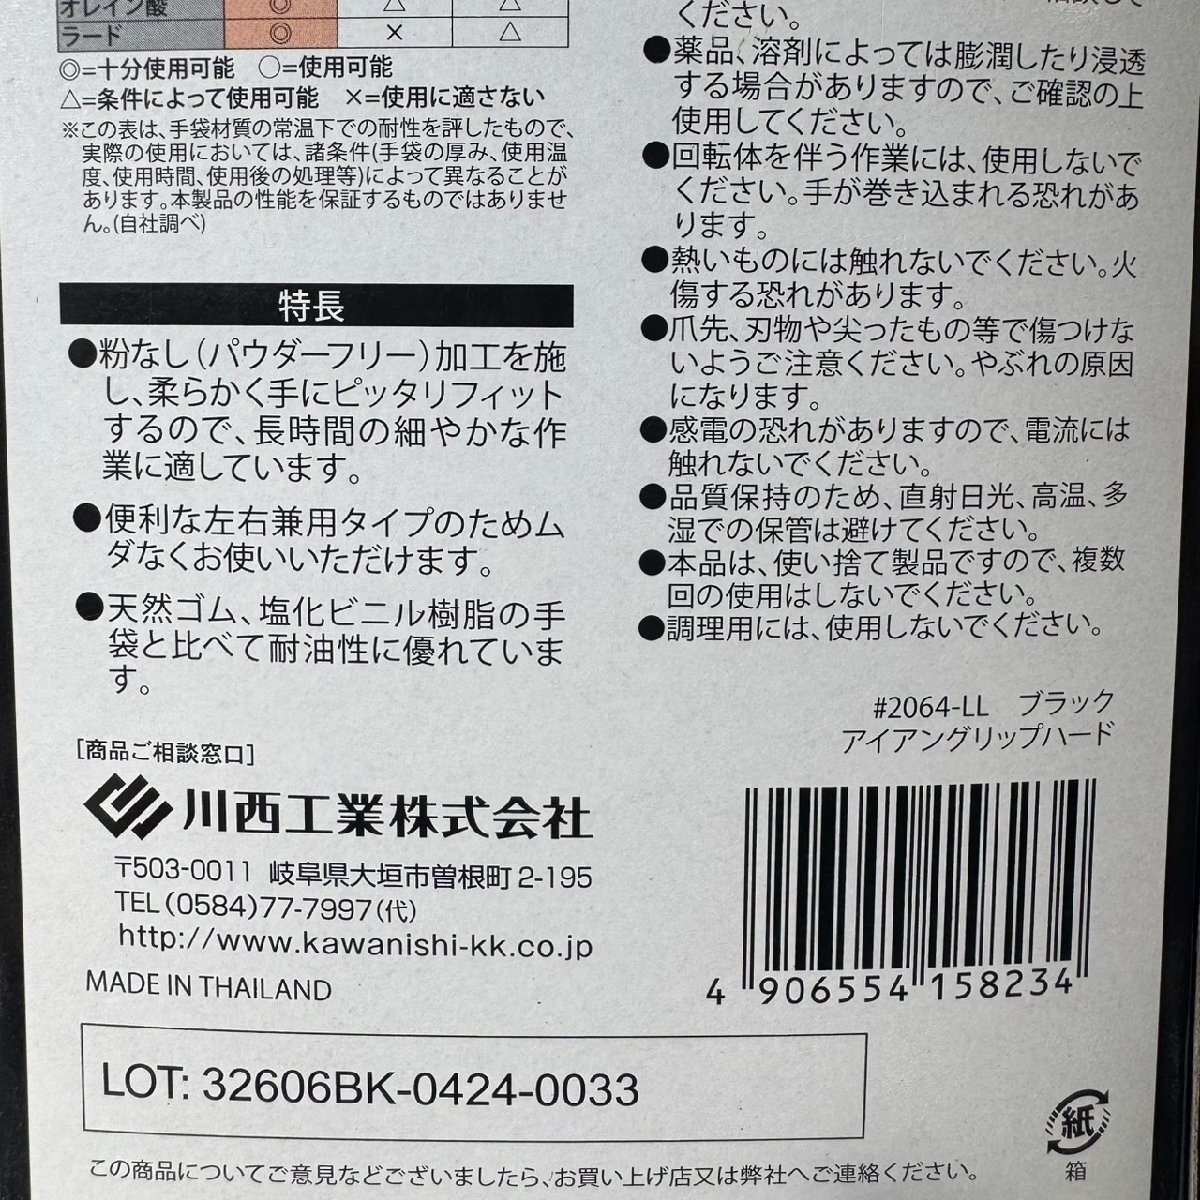 オレイン酸 ◎ △ △
ラード ◎ × △
◎=十分使用可能 ○=使用可能
△=条件によって使用可能 ×=使用に適さない
※この表は、手袋材質の常温下での耐性を評したもので、
実際の使用においては、諸条件(手袋の厚み、使用温
度、使用時間、使用後の処理等)によって異なることが
あります。本製品の性能を保証するものではありませ
ん。(自社調べ)
特長
●粉なし(パウダーフリー)加工を施
し、柔らかく手にピッタリフィット
するので、長時間の細やかな作
業に適しています。
●便利な左右兼用タイプのためム
ダなくお使いいただけます。
●天然ゴム、塩化ビニル樹脂の手
袋と比べて耐油性に優れていま
す。
[商品ご相談窓口]
川西工業株式会社
〒503-0011 岐阜県大垣市曽根町2-195
TEL(0584)77-7997(代)
http://www.kawanishi-kk.co.jp
MADE IN THAILAND
LOT: 32606BK-0424-0033
この商品についてご意見などございましたら、お買い上げ店又は弊社へご連絡ください。
ください。
●薬品、溶剤によっては膨潤したり浸透
する場合がありますので、ご確認の上
使用してください。
●回転体を伴う作業には、使用しないで
ください。手が巻き込まれる恐れがあ
ります。
●熱いものには触れないでください。火
傷する恐れがあります。
●爪先、刃物や尖ったもの等で傷つけな
いようご注意ください。やぶれの原因
になります。
●感電の恐れがありますので、電流には
触れないでください。
●品質保持のため、直射日光、高温、多
湿での保管は避けてください。
●本品は、使い捨て製品ですので、複数
回の使用はしないでください。
●調理用には、使用しないでください。
#2064-LL ブラック
アイアングリップハード
4 906554 158234
紙
箱